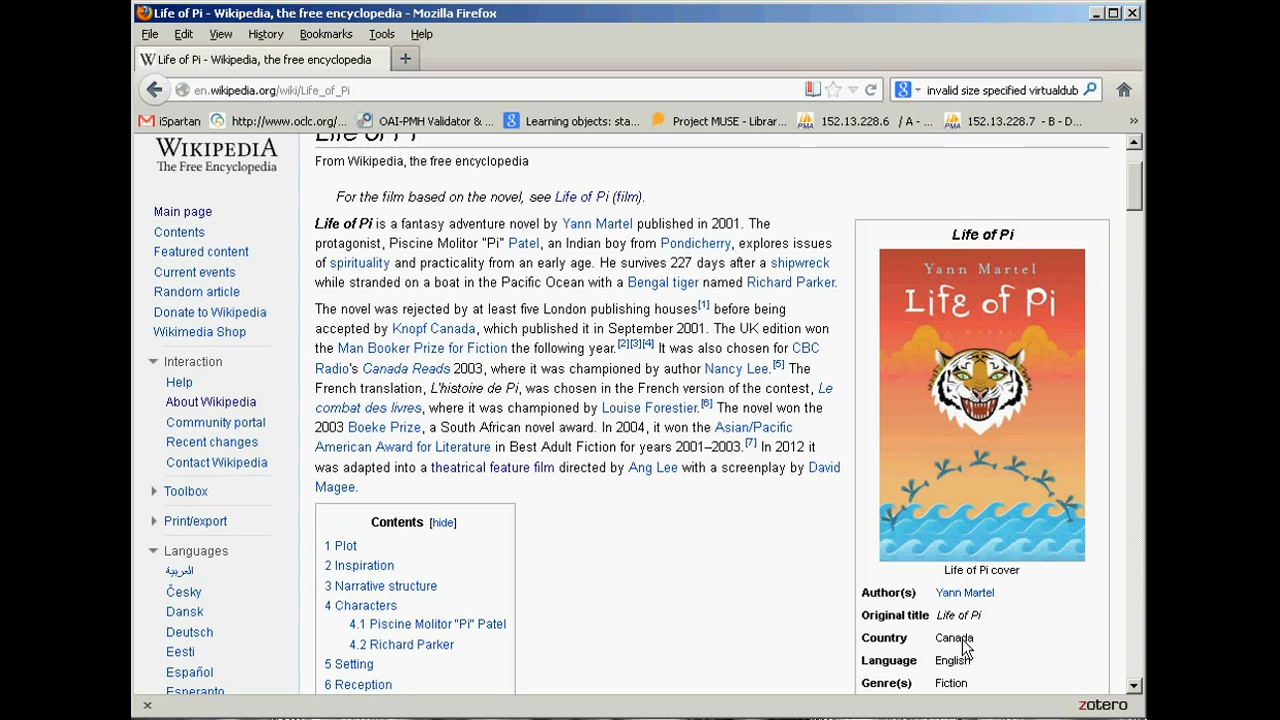 Life of Pi - Wikipedia, the free encyclopedia - Mozilla Firefox
File Edit View History Bookmarks Tools Help
W Life of Pi - Wikipedia, the free encyclopedia +
en.wikipedia.org/wiki/Life_of_Pi 8 invalid size specified virtualdub
iSpartan http://www.oclc.org/... OAI-PMH Validator & ... 8 Learning objects: sta... Project MUSE - Librar... PMA 152.13.228.6 / A - ... PMA 152.13.228.7 - B - D... »
WIKIPEDIA
The Free Encyclopedia
Main page
Contents
Featured content
Current events
Random article
Donate to Wikipedia
Wikimedia Shop
Interaction
Help
About Wikipedia
Community portal
Recent changes
Contact Wikipedia
Toolbox
Print/export
Languages
العربية
Česky
Dansk
Deutsch
Eesti
Español
Esperanto
Life of Pi
From Wikipedia, the free encyclopedia
For the film based on the novel, see Life of Pi (film).
Life of Pi is a fantasy adventure novel by Yann Martel published in 2001. The
protagonist, Piscine Molitor "Pi" Patel, an Indian boy from Pondicherry, explores issues
of spirituality and practicality from an early age. He survives 227 days after a shipwreck
while stranded on a boat in the Pacific Ocean with a Bengal tiger named Richard Parker.
The novel was rejected by at least five London publishing houses[1] before being
accepted by Knopf Canada, which published it in September 2001. The UK edition won
the Man Booker Prize for Fiction the following year.[2][3][4] It was also chosen for CBC
Radio's Canada Reads 2003, where it was championed by author Nancy Lee.[5] The
French translation, L'histoire de Pi, was chosen in the French version of the contest, Le
combat des livres, where it was championed by Louise Forestier.[6] The novel won the
2003 Boeke Prize, a South African novel award. In 2004, it won the Asian/Pacific
American Award for Literature in Best Adult Fiction for years 2001–2003.[7] In 2012 it
was adapted into a theatrical feature film directed by Ang Lee with a screenplay by David
Magee.
Contents [hide]
1 Plot
2 Inspiration
3 Narrative structure
4 Characters
4.1 Piscine Molitor "Pi" Patel
4.2 Richard Parker
5 Setting
6 Reception
Life of Pi
Yann Martel
Life of Pi
Life of Pi cover
Author(s) Yann Martel
Original title Life of Pi
Country Canada
Language English
Genre(s) Fiction
zotero